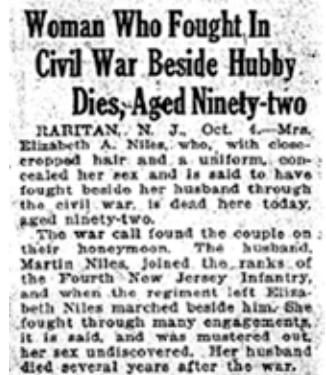 Woman Who Fought In
Civil War Beside Hubby
Dies, Aged Ninety-two
RARITAN, N. J., Oct. 4.—Mrs.
Elizabeth A. Niles, who, with close-
cropped hair and a uniform, con-
cealed her sex and is said to have
fought beside her husband through
the civil war, is dead here today,
aged ninety-two.
The war call found the couple on
their honeymoon. The husband,
Martin Niles, joined the ranks of
the Fourth New Jersey Infantry,
and when the regiment left Eliza-
beth Niles marched beside him. She
fought through many engagements,
it is said, and was mustered out,
her sex undiscovered. Her husband
died several years after the war.